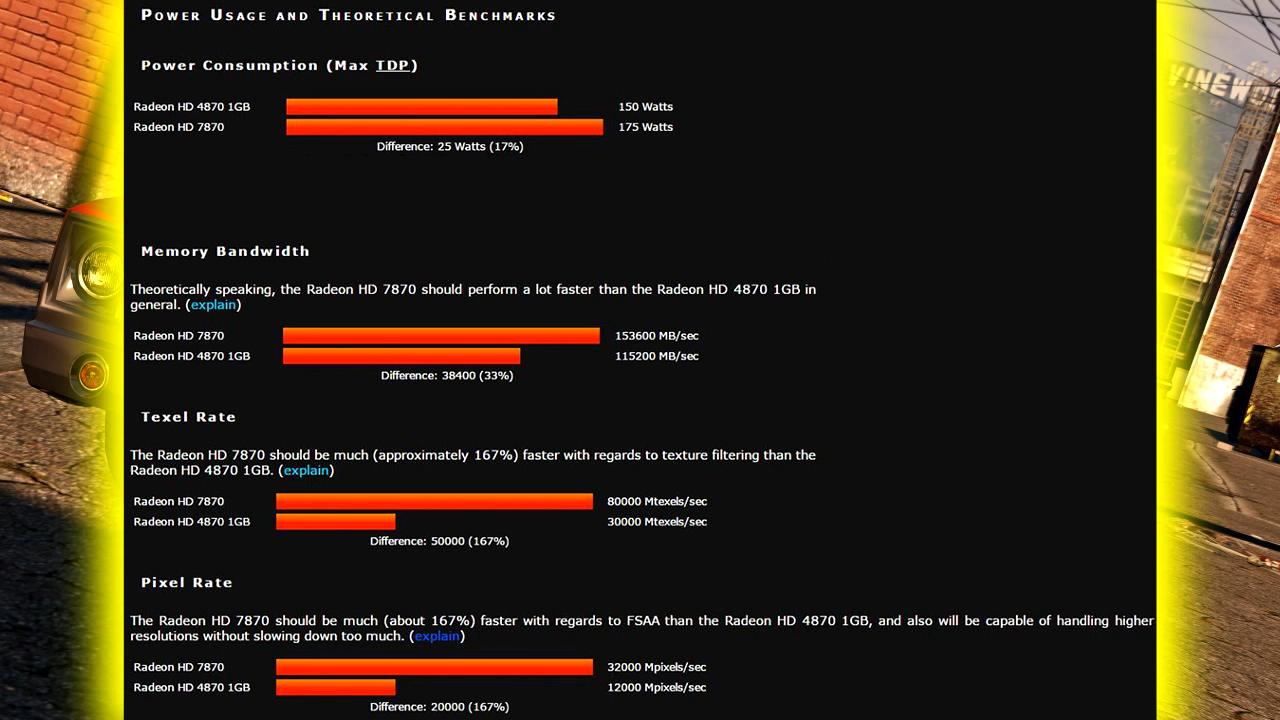 Power Usage and Theoretical Benchmarks
Power Consumption (Max TDP)
Radeon HD 4870 1GB 150 Watts
Radeon HD 7870 175 Watts
Difference: 25 Watts (17%)
Memory Bandwidth
Theoretically speaking, the Radeon HD 7870 should perform a lot faster than the Radeon HD 4870 1GB in
general. (explain)
Radeon HD 7870 153600 MB/sec
Radeon HD 4870 1GB 115200 MB/sec
Difference: 38400 (33%)
Texel Rate
The Radeon HD 7870 should be much (approximately 167%) faster with regards to texture filtering than the
Radeon HD 4870 1GB. (explain)
Radeon HD 7870 80000 Mtexels/sec
Radeon HD 4870 1GB 30000 Mtexels/sec
Difference: 50000 (167%)
Pixel Rate
The Radeon HD 7870 should be much (about 167%) faster with regards to FSAA than the Radeon HD 4870 1GB, and also will be capable of handling higher
resolutions without slowing down too much. (explain)
Radeon HD 7870 32000 Mpixels/sec
Radeon HD 4870 1GB 12000 Mpixels/sec
Difference: 20000 (167%)